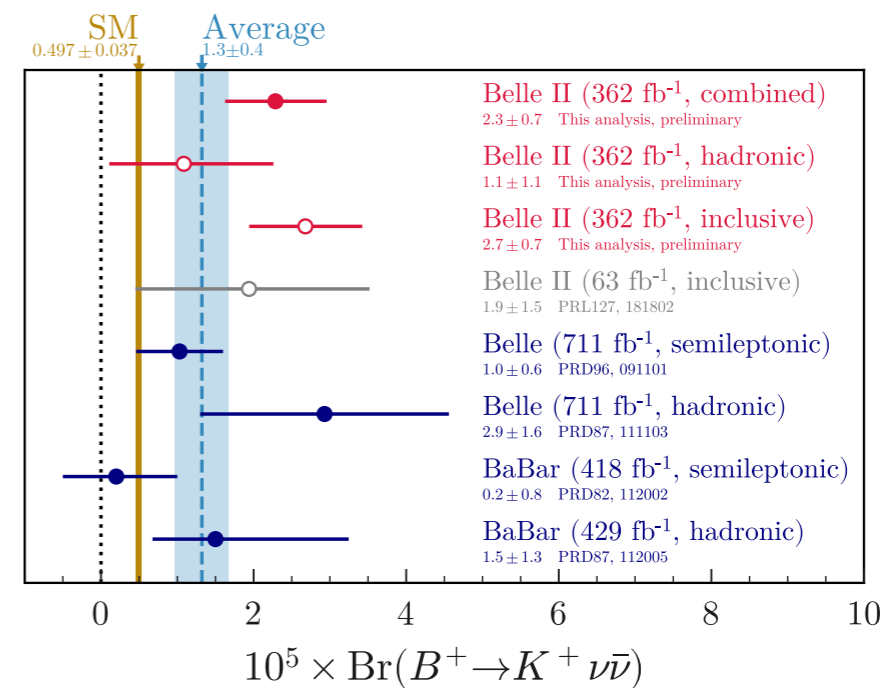 SM Average
0.497 ± 0.037 1.3±0.4
Belle II (362 fb⁻¹, combined)
2.3 ± 0.7 This analysis, preliminary
Belle II (362 fb⁻¹, hadronic)
1.1 ± 1.1 This analysis, preliminary
Belle II (362 fb⁻¹, inclusive)
2.7 ± 0.7 This analysis, preliminary
Belle II (63 fb⁻¹, inclusive)
1.9 ± 1.5 PRL127, 181802
Belle (711 fb⁻¹, semileptonic)
1.0 ± 0.6 PRD96, 091101
Belle (711 fb⁻¹, hadronic)
2.9 ± 1.6 PRD87, 111103
BaBar (418 fb⁻¹, semileptonic)
0.2 ± 0.8 PRD82, 112002
BaBar (429 fb⁻¹, hadronic)
1.5 ± 1.3 PRD87, 112005
0 2 4 6 8 10
10⁵ × Br(B⁺→K⁺νν̄)